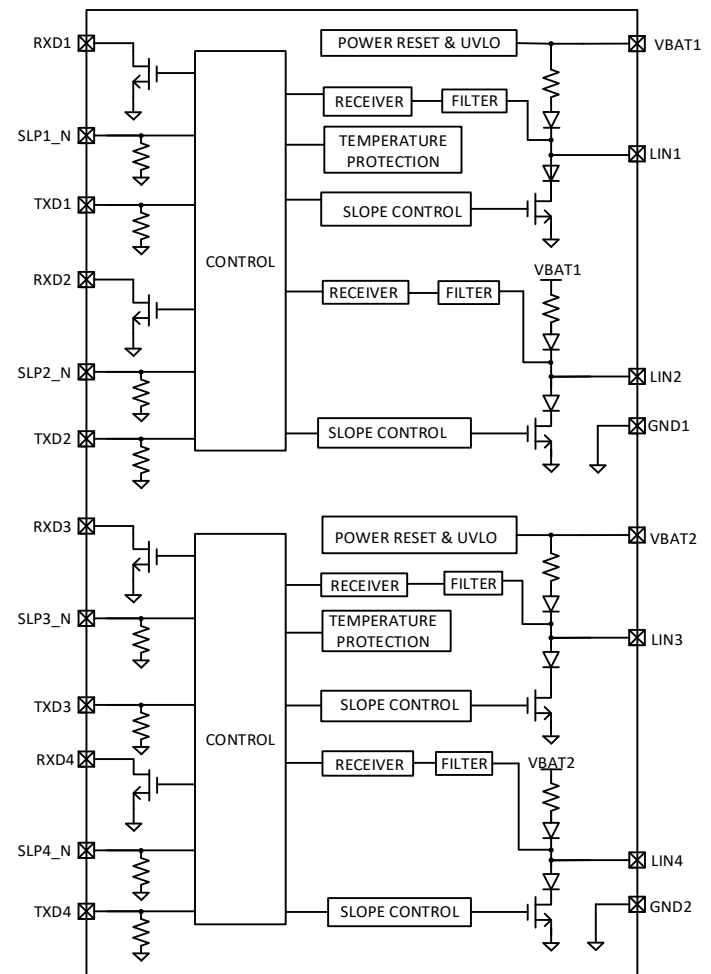 RXD1
POWER RESET & UVLO
VBAT1
RECEIVER
FILTER
SLP1_N
TEMPERATURE
PROTECTION
LIN1
TXD1
SLOPE CONTROL
CONTROL
RXD2
VBAT1
RECEIVER
FILTER
SLP2_N
LIN2
TXD2
SLOPE CONTROL
GND1
RXD3
POWER RESET & UVLO
VBAT2
RECEIVER
FILTER
SLP3_N
TEMPERATURE
PROTECTION
LIN3
TXD3
SLOPE CONTROL
CONTROL
RXD4
RECEIVER
FILTER
VBAT2
SLP4_N
LIN4
TXD4
SLOPE CONTROL
GND2